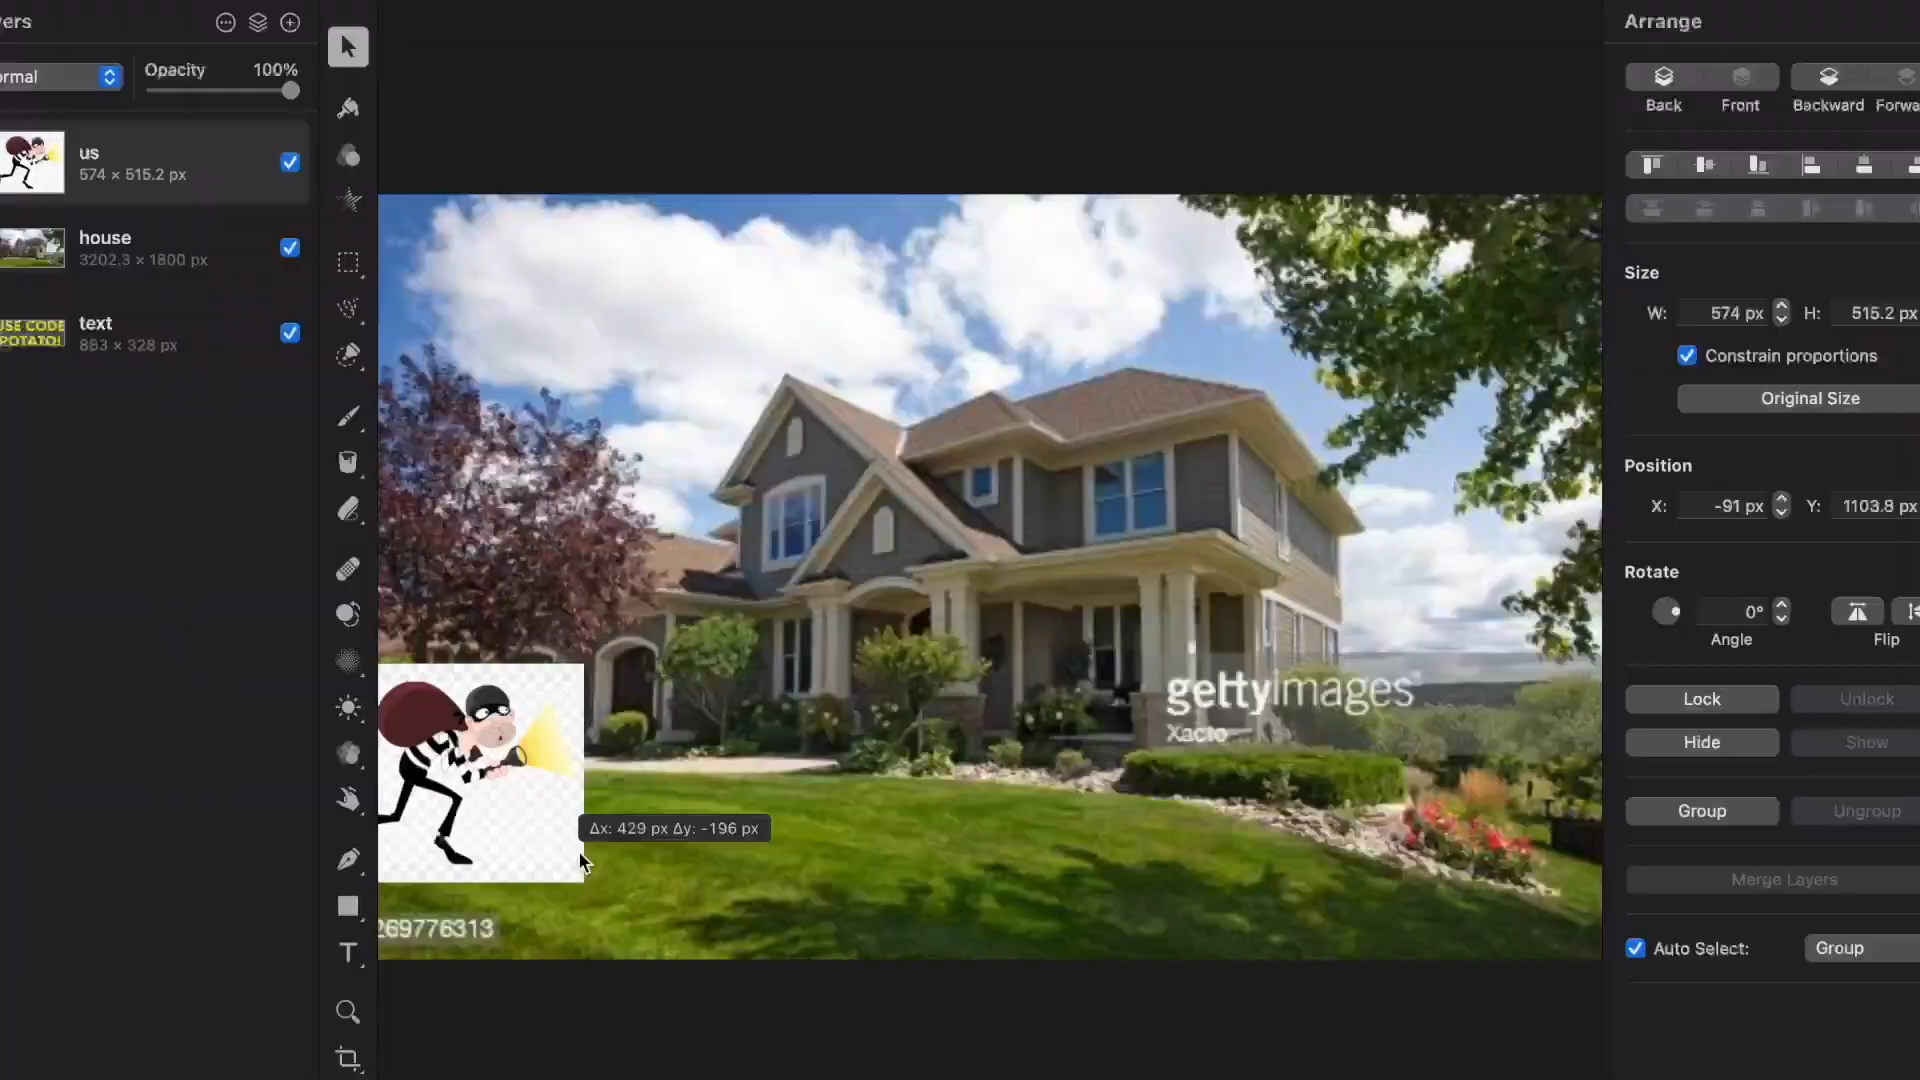 ers
ormal
Opacity 100%
us
574 × 515.2 px
house
3202.3 × 1800 px
USE CODE
POTATO!
text
883 × 328 px
gettyimages
Xacto
Δx: 429 px Δy: -196 px
269776313
T
Arrange
Back Front Backward Forwa
Size
W: 574 px H: 515.2 px
Constrain proportions
Original Size
Position
X: -91 px Y: 1103.8 px
Rotate
0°
Angle Flip
Lock Unlock
Hide Show
Group Ungroup
Merge Layers
Auto Select: Group